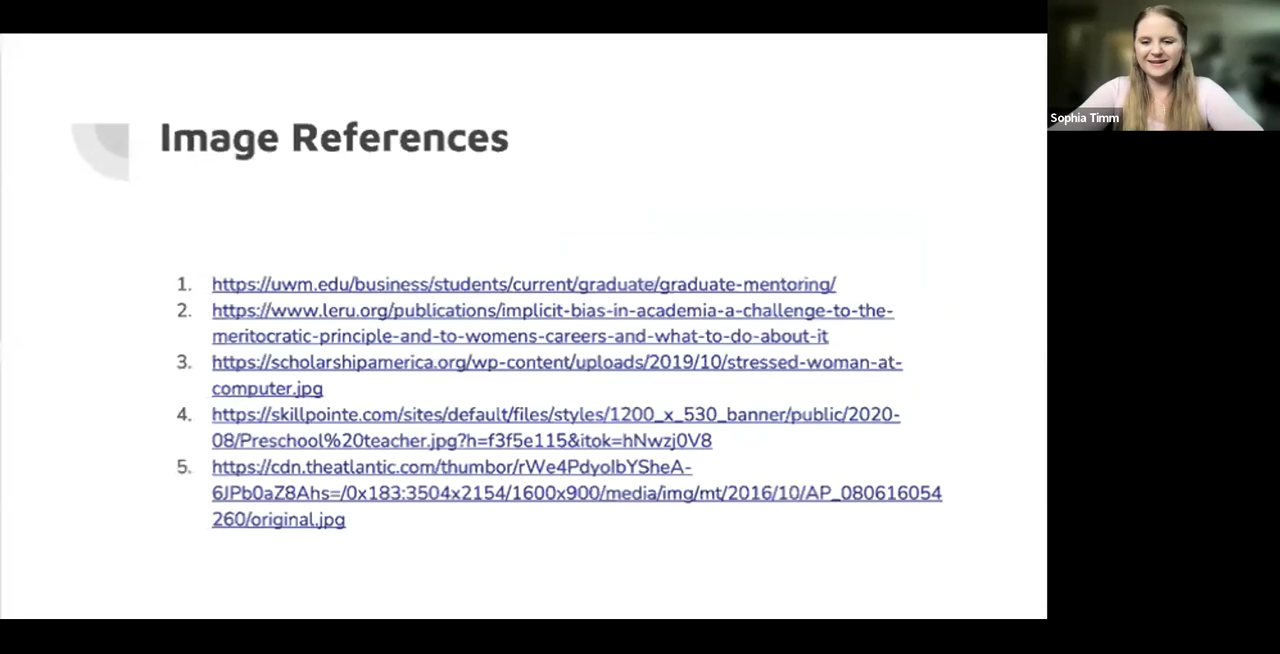 Image References
Sophia Timm
1. https://uwm.edu/business/students/current/graduate/graduate-mentoring/
2. https://www.leru.org/publications/implicit-bias-in-academia-a-challenge-to-the-
meritocratic-principle-and-to-womens-careers-and-what-to-do-about-it
3. https://scholarshipamerica.org/wp-content/uploads/2019/10/stressed-woman-at-
computer.jpg
4. https://skillpointe.com/sites/default/files/styles/1200_x_530_banner/public/2020-
08/Preschool%20teacher.jpg?h=f3f5e115&itok=hNwzj0V8
5. https://cdn.theatlantic.com/thumbor/rWe4PdyoIbYSheA-
6JPb0aZ8Ahs=/0x183:3504x2154/1600x900/media/img/mt/2016/10/AP_080616054
260/original.jpg